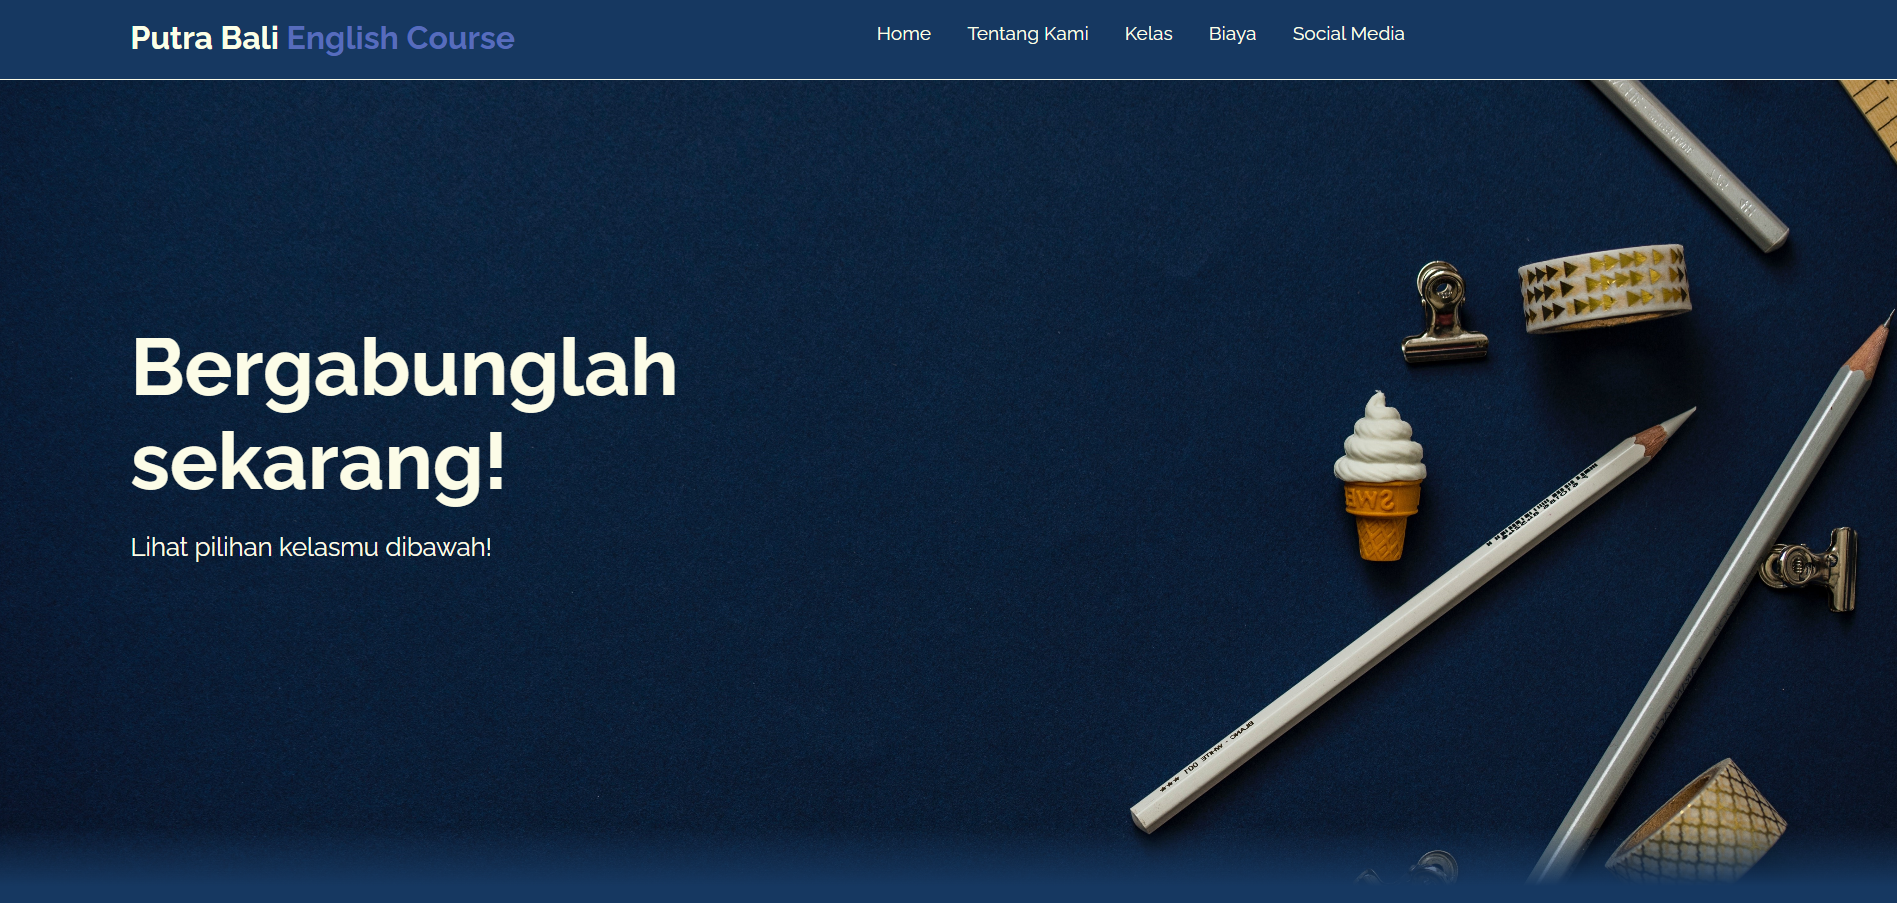 Putra Bali English Course
Home Tentang Kami Kelas Biaya Social Media
Bergabunglah
sekarang!
Lihat pilihan kelasmu dibawah!